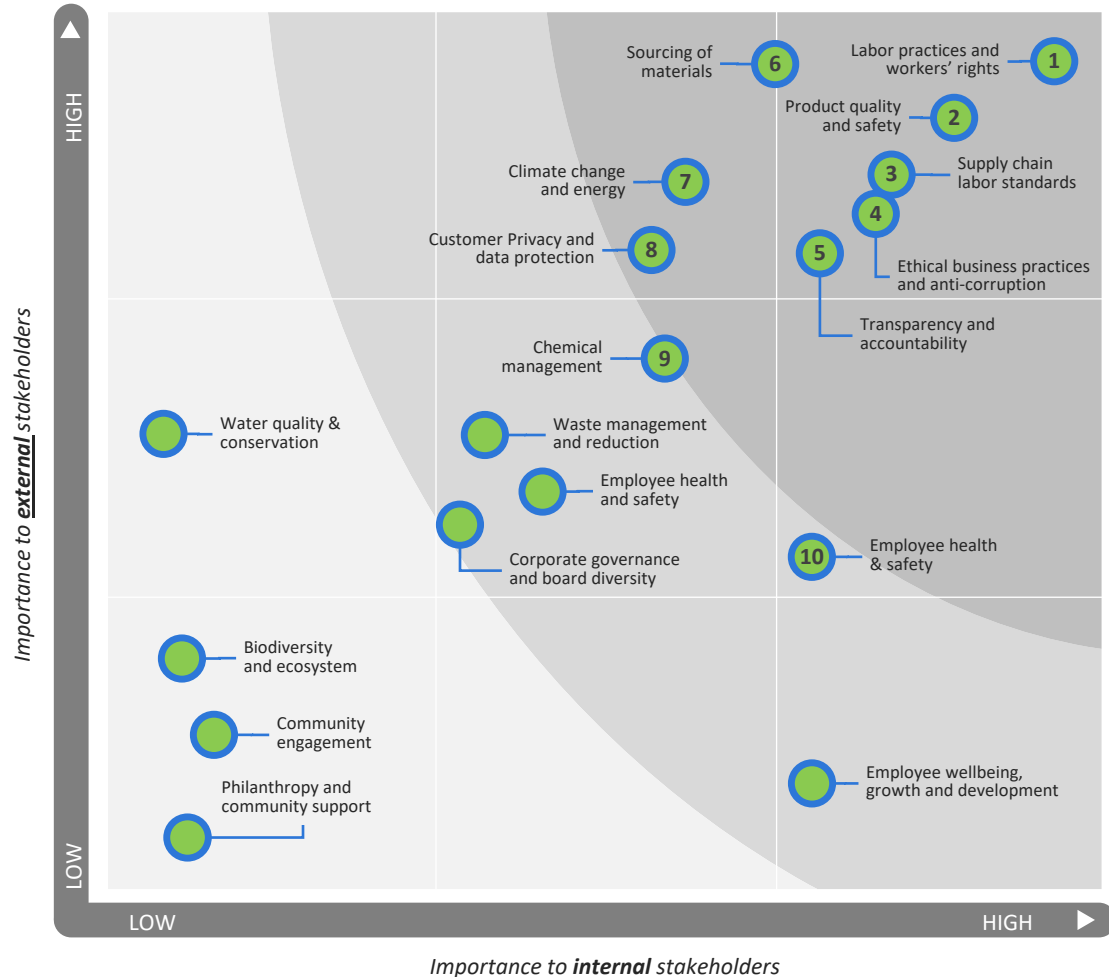 HIGH
Importance to external stakeholders
LOW
Sourcing of
materials
6
Labor practices and
workers' rights
1
Product quality
and safety
2
Climate change
and energy
7
3
Supply chain
labor standards
4
Customer Privacy and
data protection
8
5
Ethical business practices
and anti-corruption
Transparency and
accountability
Chemical
management
9
Water quality &
conservation
Waste management
and reduction
Employee health
and safety
Corporate governance
and board diversity
10
Employee health
& safety
Biodiversity
and ecosystem
Community
engagement
Philanthropy and
community support
Employee wellbeing,
growth and development
LOW
HIGH
Importance to internal stakeholders